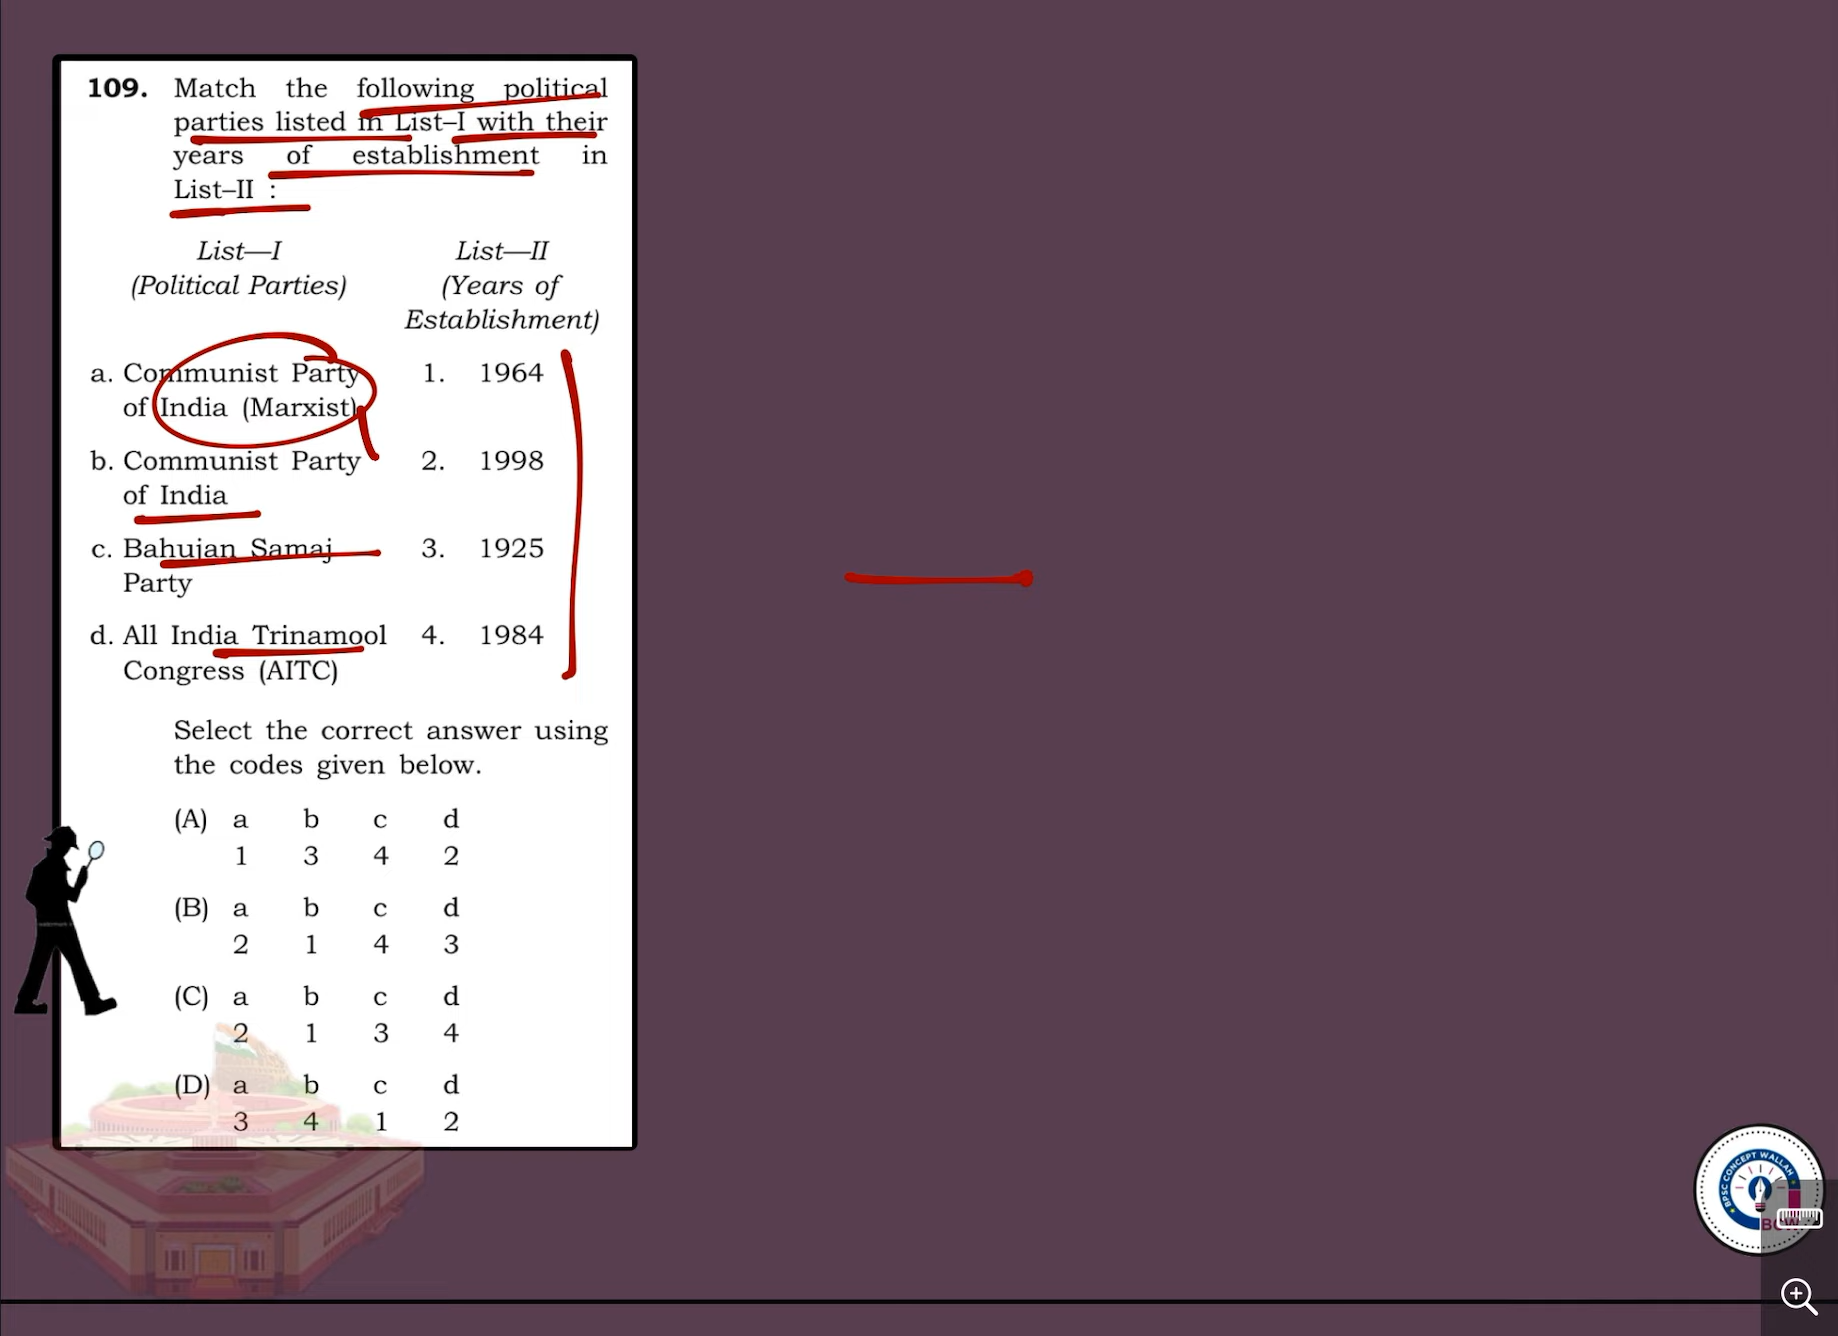 109. Match the following political
parties listed in List–I with their
years of establishment in
List–II :
List—I List—II
(Political Parties) (Years of
Establishment)
a. Communist Party 1. 1964
of India (Marxist)
b. Communist Party 2. 1998
of India
c. Bahujan Samaj 3. 1925
Party
d. All India Trinamool 4. 1984
Congress (AITC)
Select the correct answer using
the codes given below.
(A) a b c d
1 3 4 2
(B) a b c d
2 1 4 3
(C) a b c d
2 1 3 4
(D) a b c d
3 4 1 2
BPSC CONCEPT WALLAH